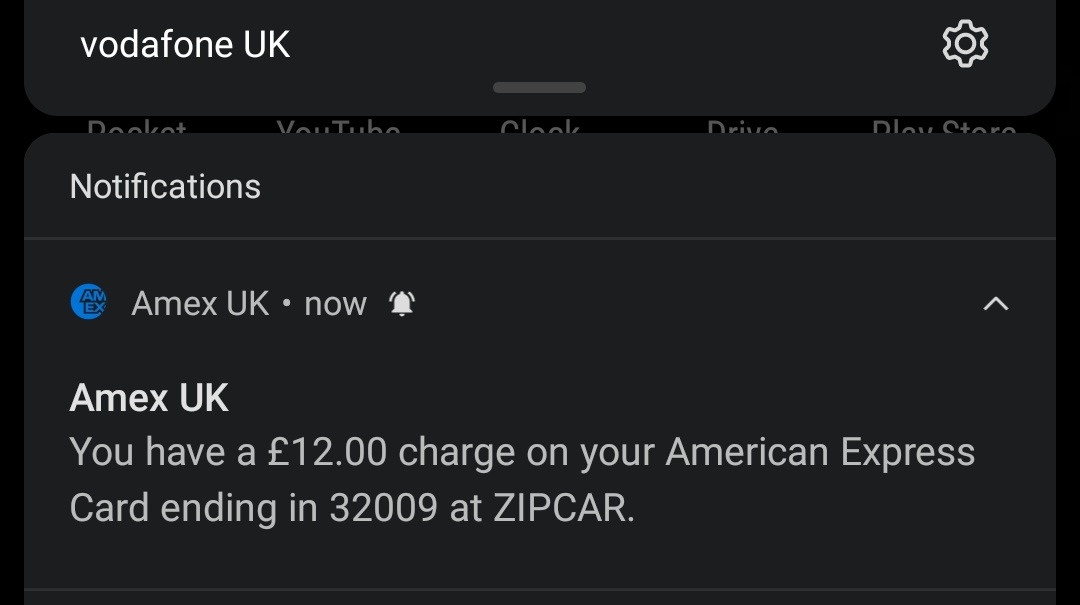 vodafone UK
Pocket YouTube Clock Drive Play Store
Notifications
AM
EX
Amex UK • now
Amex UK
You have a £12.00 charge on your American Express
Card ending in 32009 at ZIPCAR.